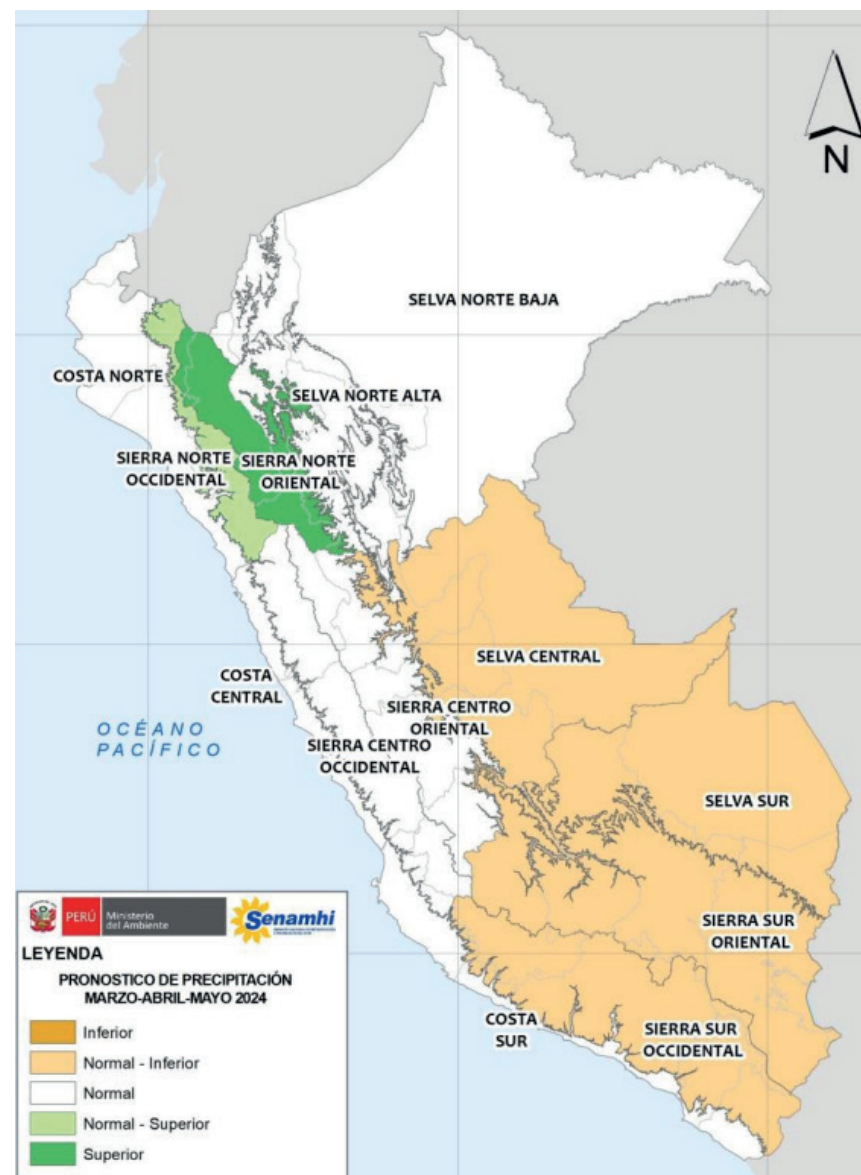 N
SELVA NORTE BAJA
COSTA NORTE
SELVA NORTE ALTA
SIERRA NORTE
OCCIDENTAL
SIERRA NORTE
ORIENTAL
SELVA CENTRAL
COSTA
CENTRAL
SIERRA CENTRO
ORIENTAL
OCÉANO
PACÍFICO
SIERRA CENTRO
OCCIDENTAL
SELVA SUR
SIERRA SUR
ORIENTAL
COSTA
SUR
SIERRA SUR
OCCIDENTAL
PERÚ
Ministerio
del Ambiente
Senamhi
LEYENDA
PRONOSTICO DE PRECIPITACIÓN
MARZO-ABRIL-MAYO 2024
Inferior
Normal - Inferior
Normal
Normal - Superior
Superior